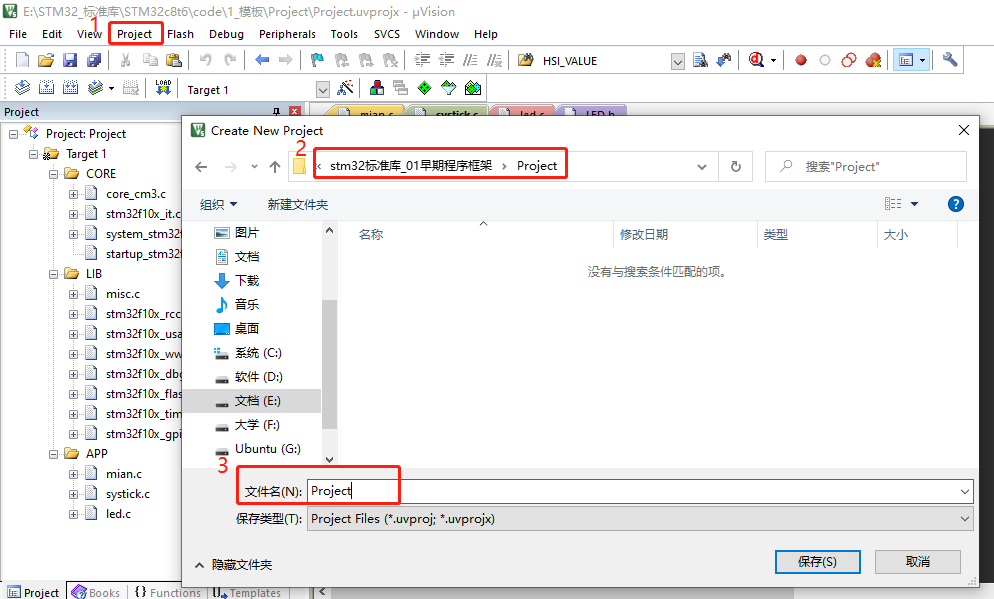 E:\STM32_标准库\STM32c8t6\code\1_模板\Project\Project.uvprojx - µVision
1
File Edit View Project Flash Debug Peripherals Tools SVCS Window Help
HSI_VALUE
LOAD
Target 1
Project
mian.c systick.c led.c LED.h
Project: Project
Target 1
CORE
core_cm3.c
stm32f10x_it.c
system_stm32
startup_stm32
LIB
misc.c
stm32f10x_rcc
stm32f10x_usa
stm32f10x_ww
stm32f10x_dbg
stm32f10x_flas
stm32f10x_tim
stm32f10x_gpi
APP
mian.c
systick.c
led.c
Create New Project
2
« stm32标准库_01早期程序框架 › Project
搜索"Project"
组织 新建文件夹
名称 修改日期 类型 大小
没有与搜索条件匹配的项。
图片
文档
下载
音乐
桌面
系统 (C:)
软件 (D:)
文档 (E:)
大学 (F:)
Ubuntu (G:)
3
文件名(N): Project
保存类型(T): Project Files (*.uvproj; *.uvprojx)
隐藏文件夹
保存(S) 取消
Project Books {} Functions Templates